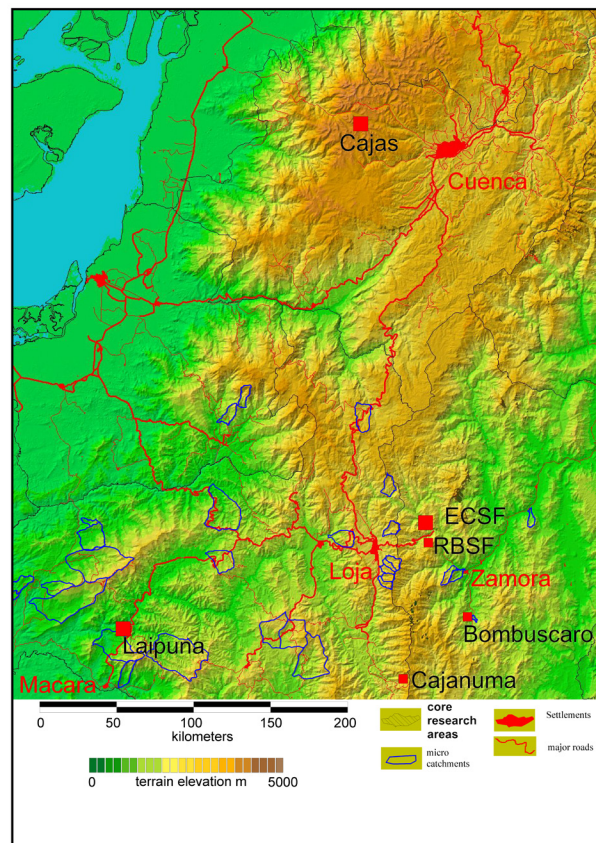 Cajas
Cuenca
ECSF
RBSF
Loja
Zamora
Bombuscaro
Laipuna
Cajanuma
Macara
0 50 100 150 200
kilometers
core
research
areas
Settlements
micro
catchments
major roads
0 terrain elevation m 5000